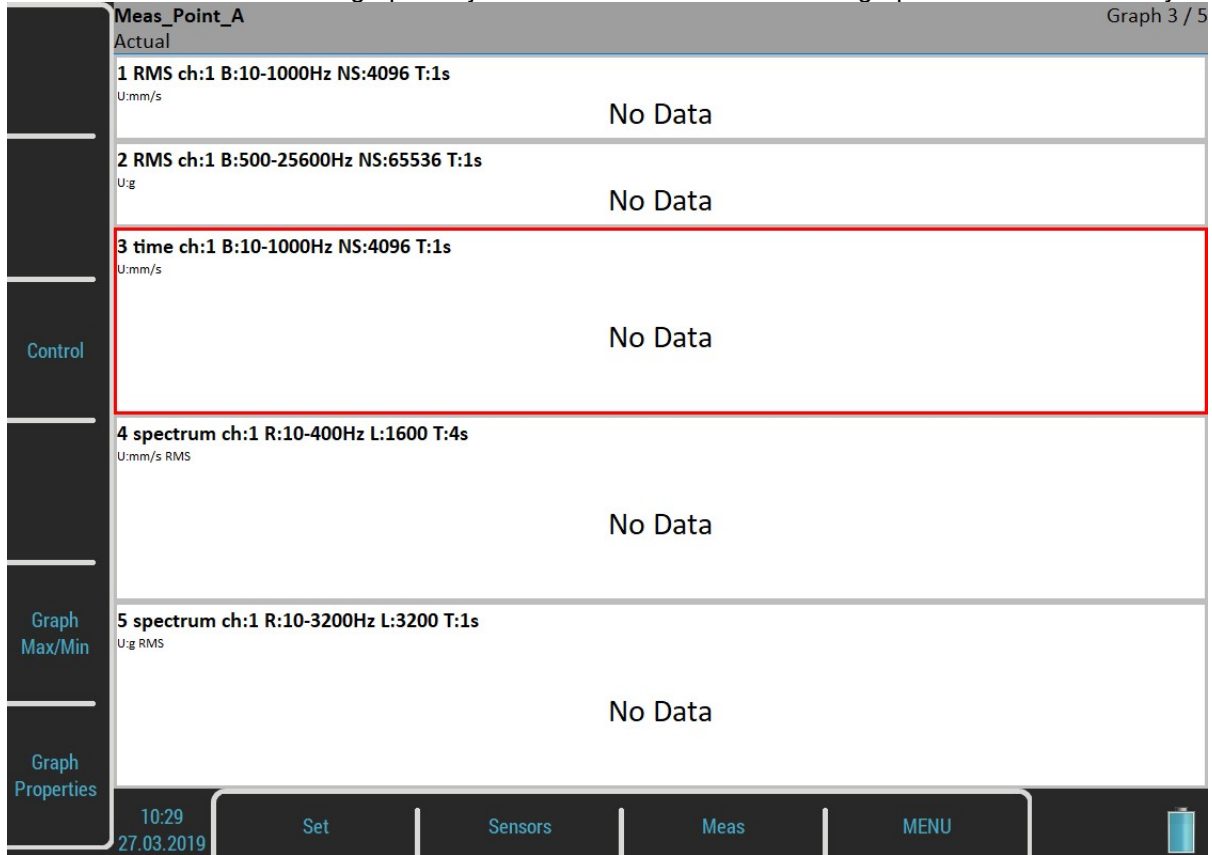 Meas_Point_A
Graph 3 / 5
Actual
1 RMS ch:1 B:10-1000Hz NS:4096 T:1s
U:mm/s
No Data
2 RMS ch:1 B:500-25600Hz NS:65536 T:1s
U:g
No Data
3 time ch:1 B:10-1000Hz NS:4096 T:1s
U:mm/s
No Data
4 spectrum ch:1 R:10-400Hz L:1600 T:4s
U:mm/s RMS
No Data
5 spectrum ch:1 R:10-3200Hz L:3200 T:1s
U:g RMS
No Data
Control
Graph
Max/Min
Graph
Properties
10:29
27.03.2019
Set
Sensors
Meas
MENU